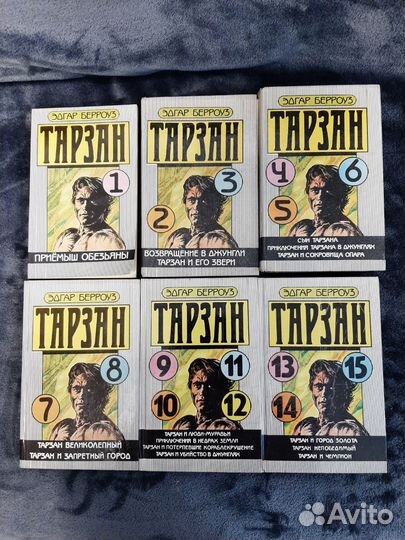 ЭДГАР БЕРРОУЗ
ТАРЗАН
1
ПРИЁМЫШ ОБЕЗЬЯНЫ
ЭДГАР БЕРРОУЗ
ТАРЗАН
3
2
ВОЗВРАЩЕНИЕ В ДЖУНГЛИ
ТАРЗАН И ЕГО ЗВЕРИ
ЭДГАР БЕРРОУЗ
ТАРЗАН
4 6
5
СЫН ТАРЗАНА
ПРИКЛЮЧЕНИЯ ТАРЗАНА В ДЖУНГЛЯХ
ТАРЗАН И СОКРОВИЩА ОПАРА
ЭДГАР БЕРРОУЗ
ТАРЗАН
8
7
ТАРЗАН ВЕЛИКОЛЕПНЫЙ
ТАРЗАН И ЗАПРЕТНЫЙ ГОРОД
ЭДГАР БЕРРОУЗ
ТАРЗАН
9 11
10 12
ТАРЗАН И ЛЮДИ-МУРАВЬИ
ПРИКЛЮЧЕНИЯ В НЕДРАХ ЗЕМЛИ
ТАРЗАН И ПОТЕРПЕВШИЕ КОРАБЛЕКРУШЕНИЕ
ТАРЗАН И УБИЙСТВО В ДЖУНГЛЯХ
ЭДГАР БЕРРОУЗ
ТАРЗАН
13 15
14
ТАРЗАН И ГОРОД ЗОЛОТА
ТАРЗАН НЕПОБЕДИМЫЙ
ТАРЗАН И ЧЕМПИОН
Avito